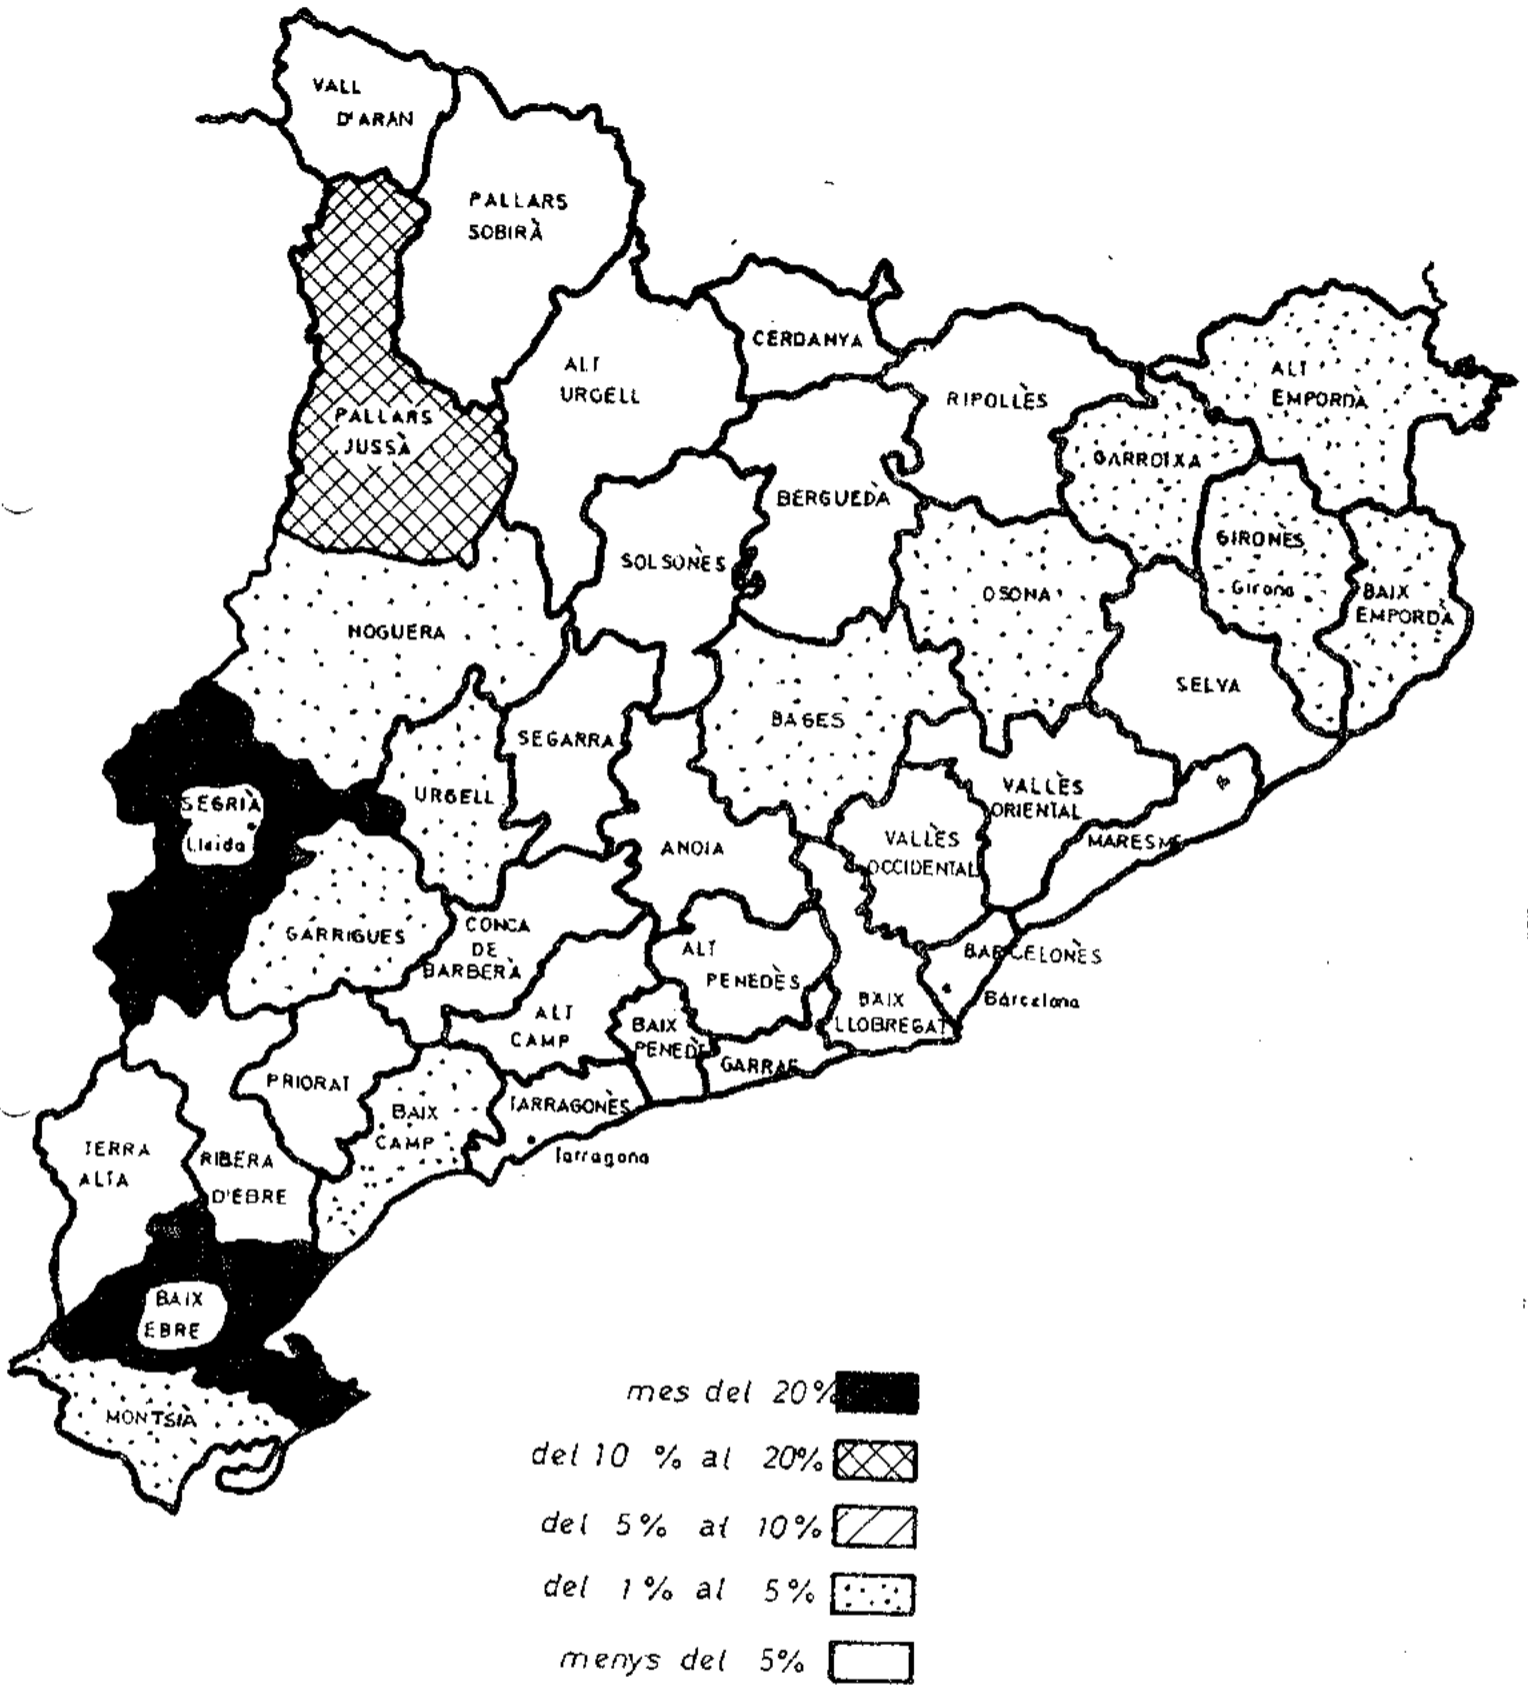 VALL
D'ARAN
PALLARS
SOBIRÀ
CERDANYA
ALT
URGELL
RIPOLLÈS
ALT
EMPORDÀ
PALLARS
JUSSÀ
GARROTXA
BERGUEDÀ
GIRONÈS
SOLSONÈS
OSONA
Girona
BAIX
EMPORDÀ
NOGUERA
SELVA
BAGES
SEGARRA
SEGRIÀ
Lleida
URGELL
VALLÈS
ORIENTAL
ANOIA
VALLÈS
OCCIDENTAL
MARESME
GARRIGUES
CONCA
DE
BARBERÀ
ALT
PENEDÈS
BARCELONÈS
Barcelona
ALT
CAMP
BAIX
PENEDÈ
BAIX
LLOBREGAT
GARRAF
PRIORAT
BAIX
CAMP
TARRAGONÈS
Tarragona
TERRA
ALTA
RIBERA
D'EBRE
BAIX
EBRE
MONTSIÀ
mes del 20%
del 10 % al 20%
del 5% al 10%
del 1% al 5%
menys del 5%